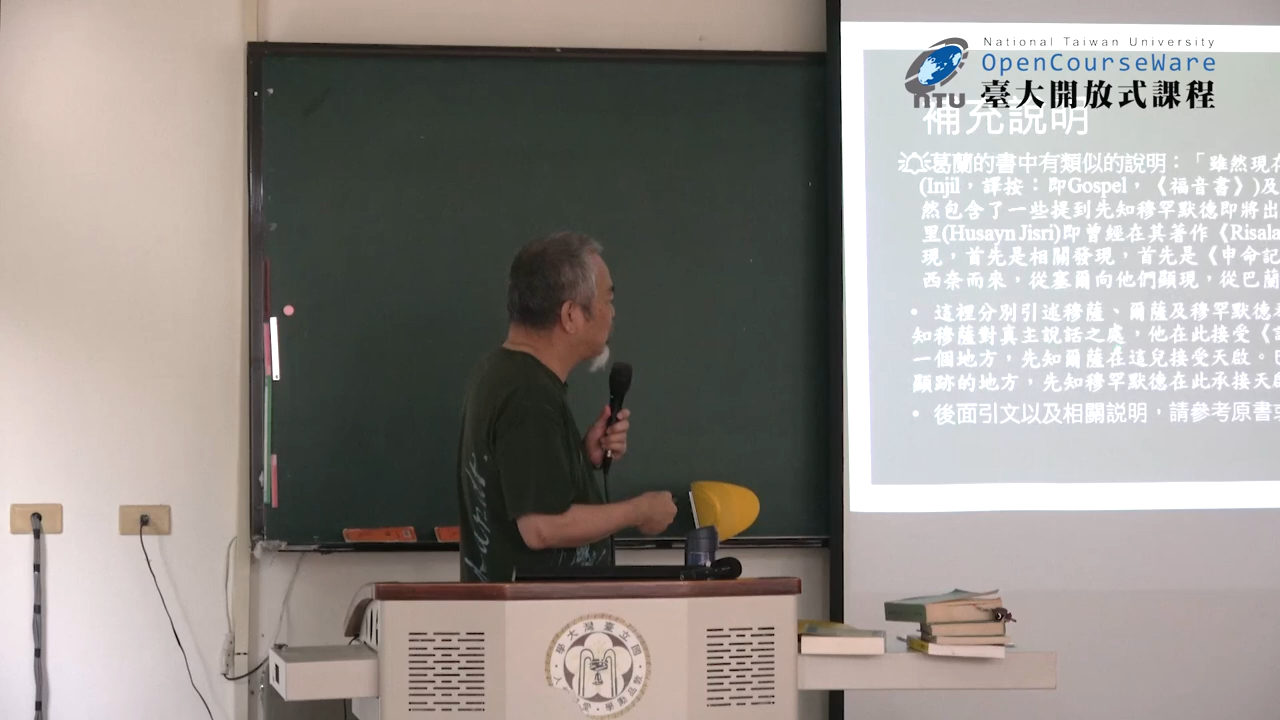 National Taiwan University
OpenCourseWare
臺大開放式課程
NTU
補充說明
葛蘭的書中有類似的說明：「雖然現在
(Injil，譯按：即Gospel，《福音書》)及
然包含了一些提到先知穆罕默德即將出
里(Husayn Jisri)即曾經在其著作《Risala
現，首先是相關發現，首先是《申命記
西奈而來，從塞爾向他們顯現，從巴蘭
• 這裡分別引述穆薩、爾薩及穆罕默德
知穆薩對真主說話之處，他在此接受《
一個地方，先知爾薩在這兒接受天啟。
顯跡的地方，先知穆罕默德在此承接天啟
• 後面引文以及相關說明，請參考原書